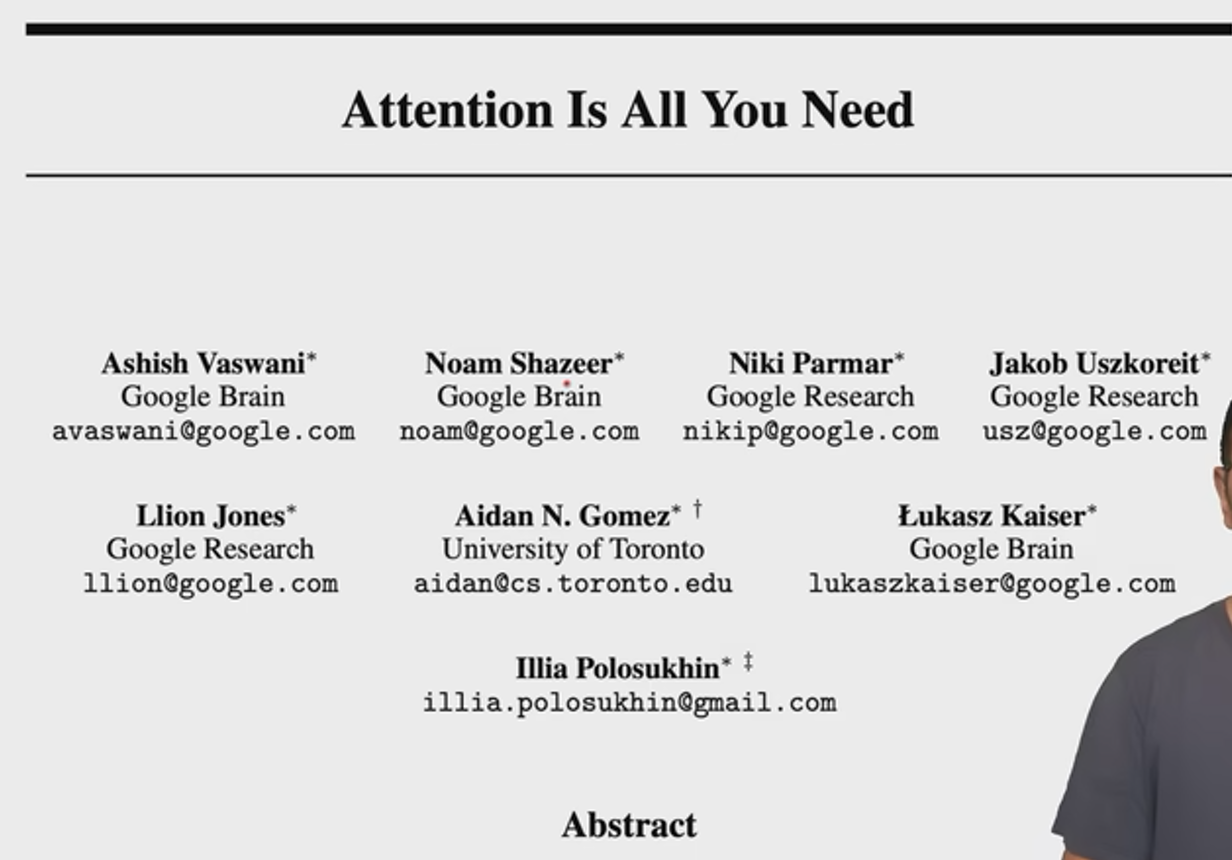 Attention Is All You Need
Ashish Vaswani* Noam Shazeer* Niki Parmar* Jakob Uszkoreit*
Google Brain Google Brain Google Research Google Research
avaswani@google.com noam@google.com nikip@google.com usz@google.com
Llion Jones* Aidan N. Gomez* † Łukasz Kaiser*
Google Research University of Toronto Google Brain
llion@google.com aidan@cs.toronto.edu lukaszkaiser@google.com
Illia Polosukhin* ‡
illia.polosukhin@gmail.com
Abstract